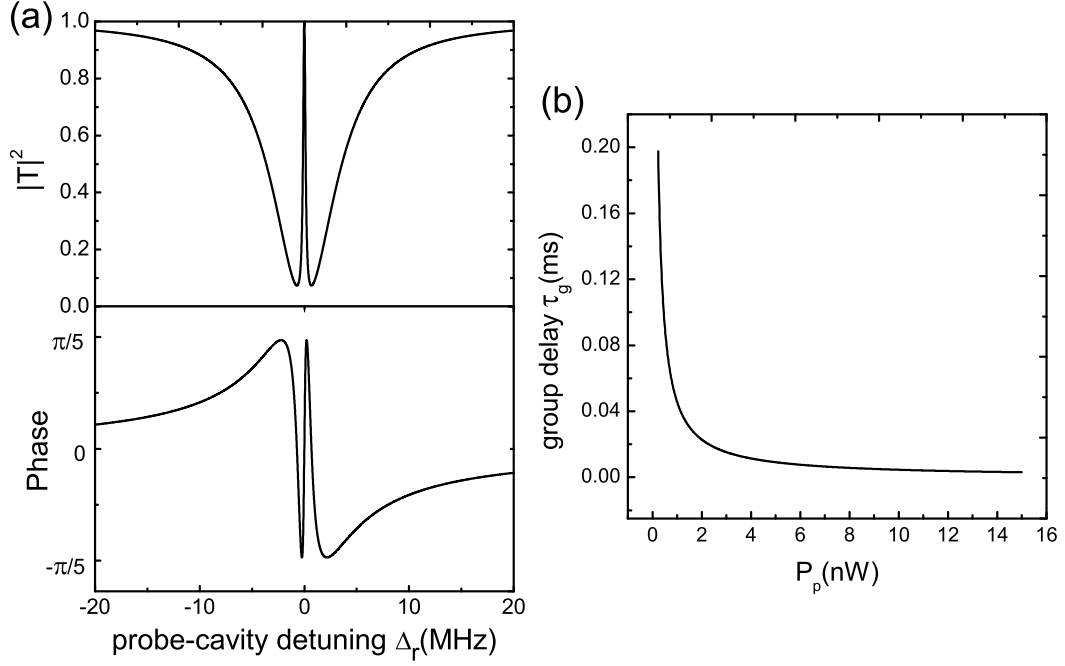 (a)
1.0
0.8
0.6
0.4
0.2
0.0
|T|²
π/5
0
-π/5
Phase
-20 -10 0 10 20
probe-cavity detuning Δr(MHz)
(b)
0.20
0.16
0.12
0.08
0.04
0.00
group delay τg(ms)
0 2 4 6 8 10 12 14 16
Pp(nW)